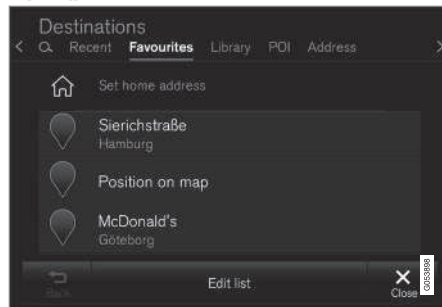 Destinations
Recent Favourites Library POI Address
Set home address
Sierichstraße
Hamburg
Position on map
McDonald's
Göteborg
Back Edit list Close
G053898